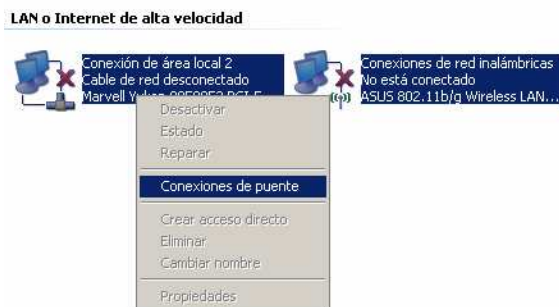 LAN o Internet de alta velocidad
Conexión de área local 2
Cable de red desconectado
Marvell
Conexiones de red inalámbricas
No está conectado
ASUS 802.11b/g Wireless LAN...
Desactivar
Estado
Reparar
Conexiones de puente
Crear acceso directo
Eliminar
Cambiar nombre
Propiedades